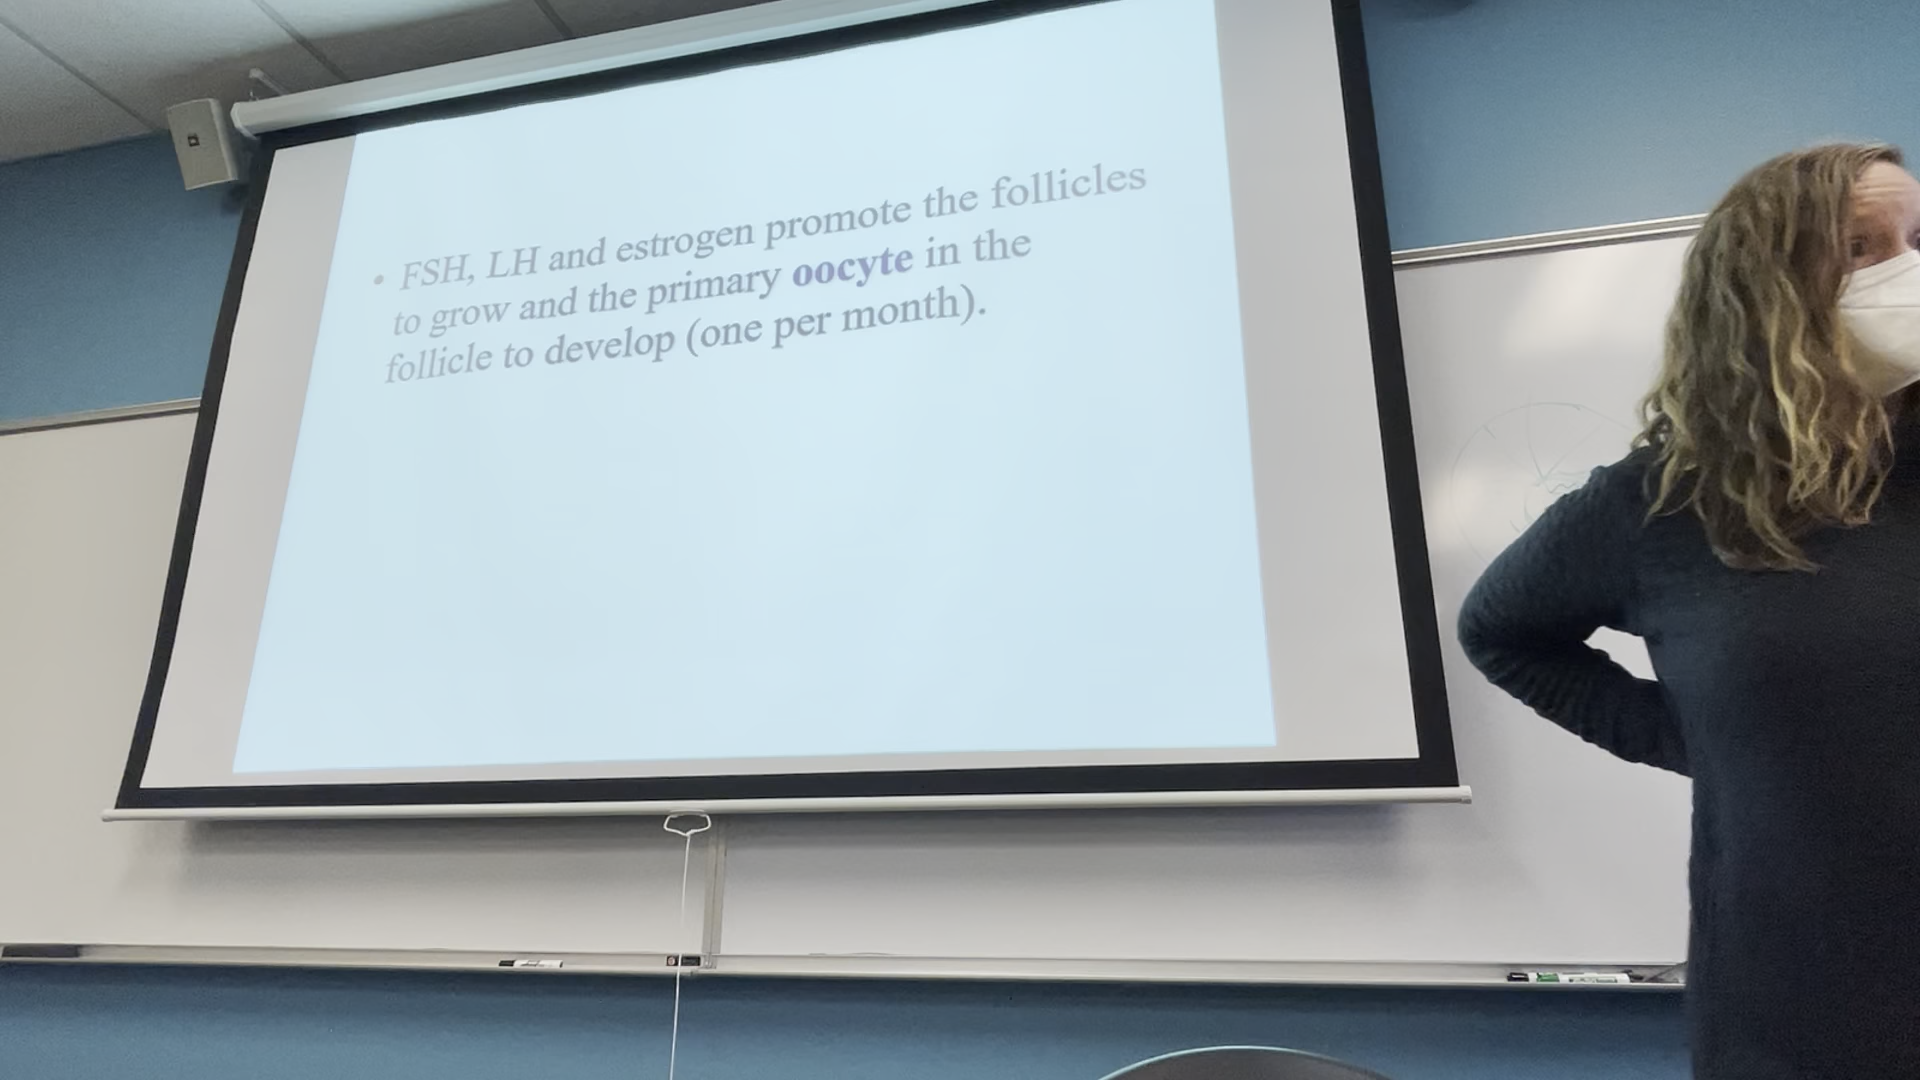 • FSH, LH and estrogen promote the follicles
to grow and the primary oocyte in the
follicle to develop (one per month).